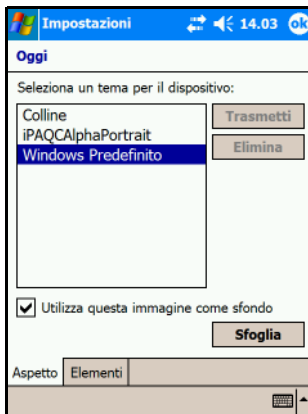 Impostazioni 14.03 ok
Oggi
Seleziona un tema per il dispositivo:
Colline
iPAQCAlphaPortrait
Windows Predefinito
Trasmetti
Elimina
Utilizza questa immagine come sfondo
Sfoglia
Aspetto Elementi